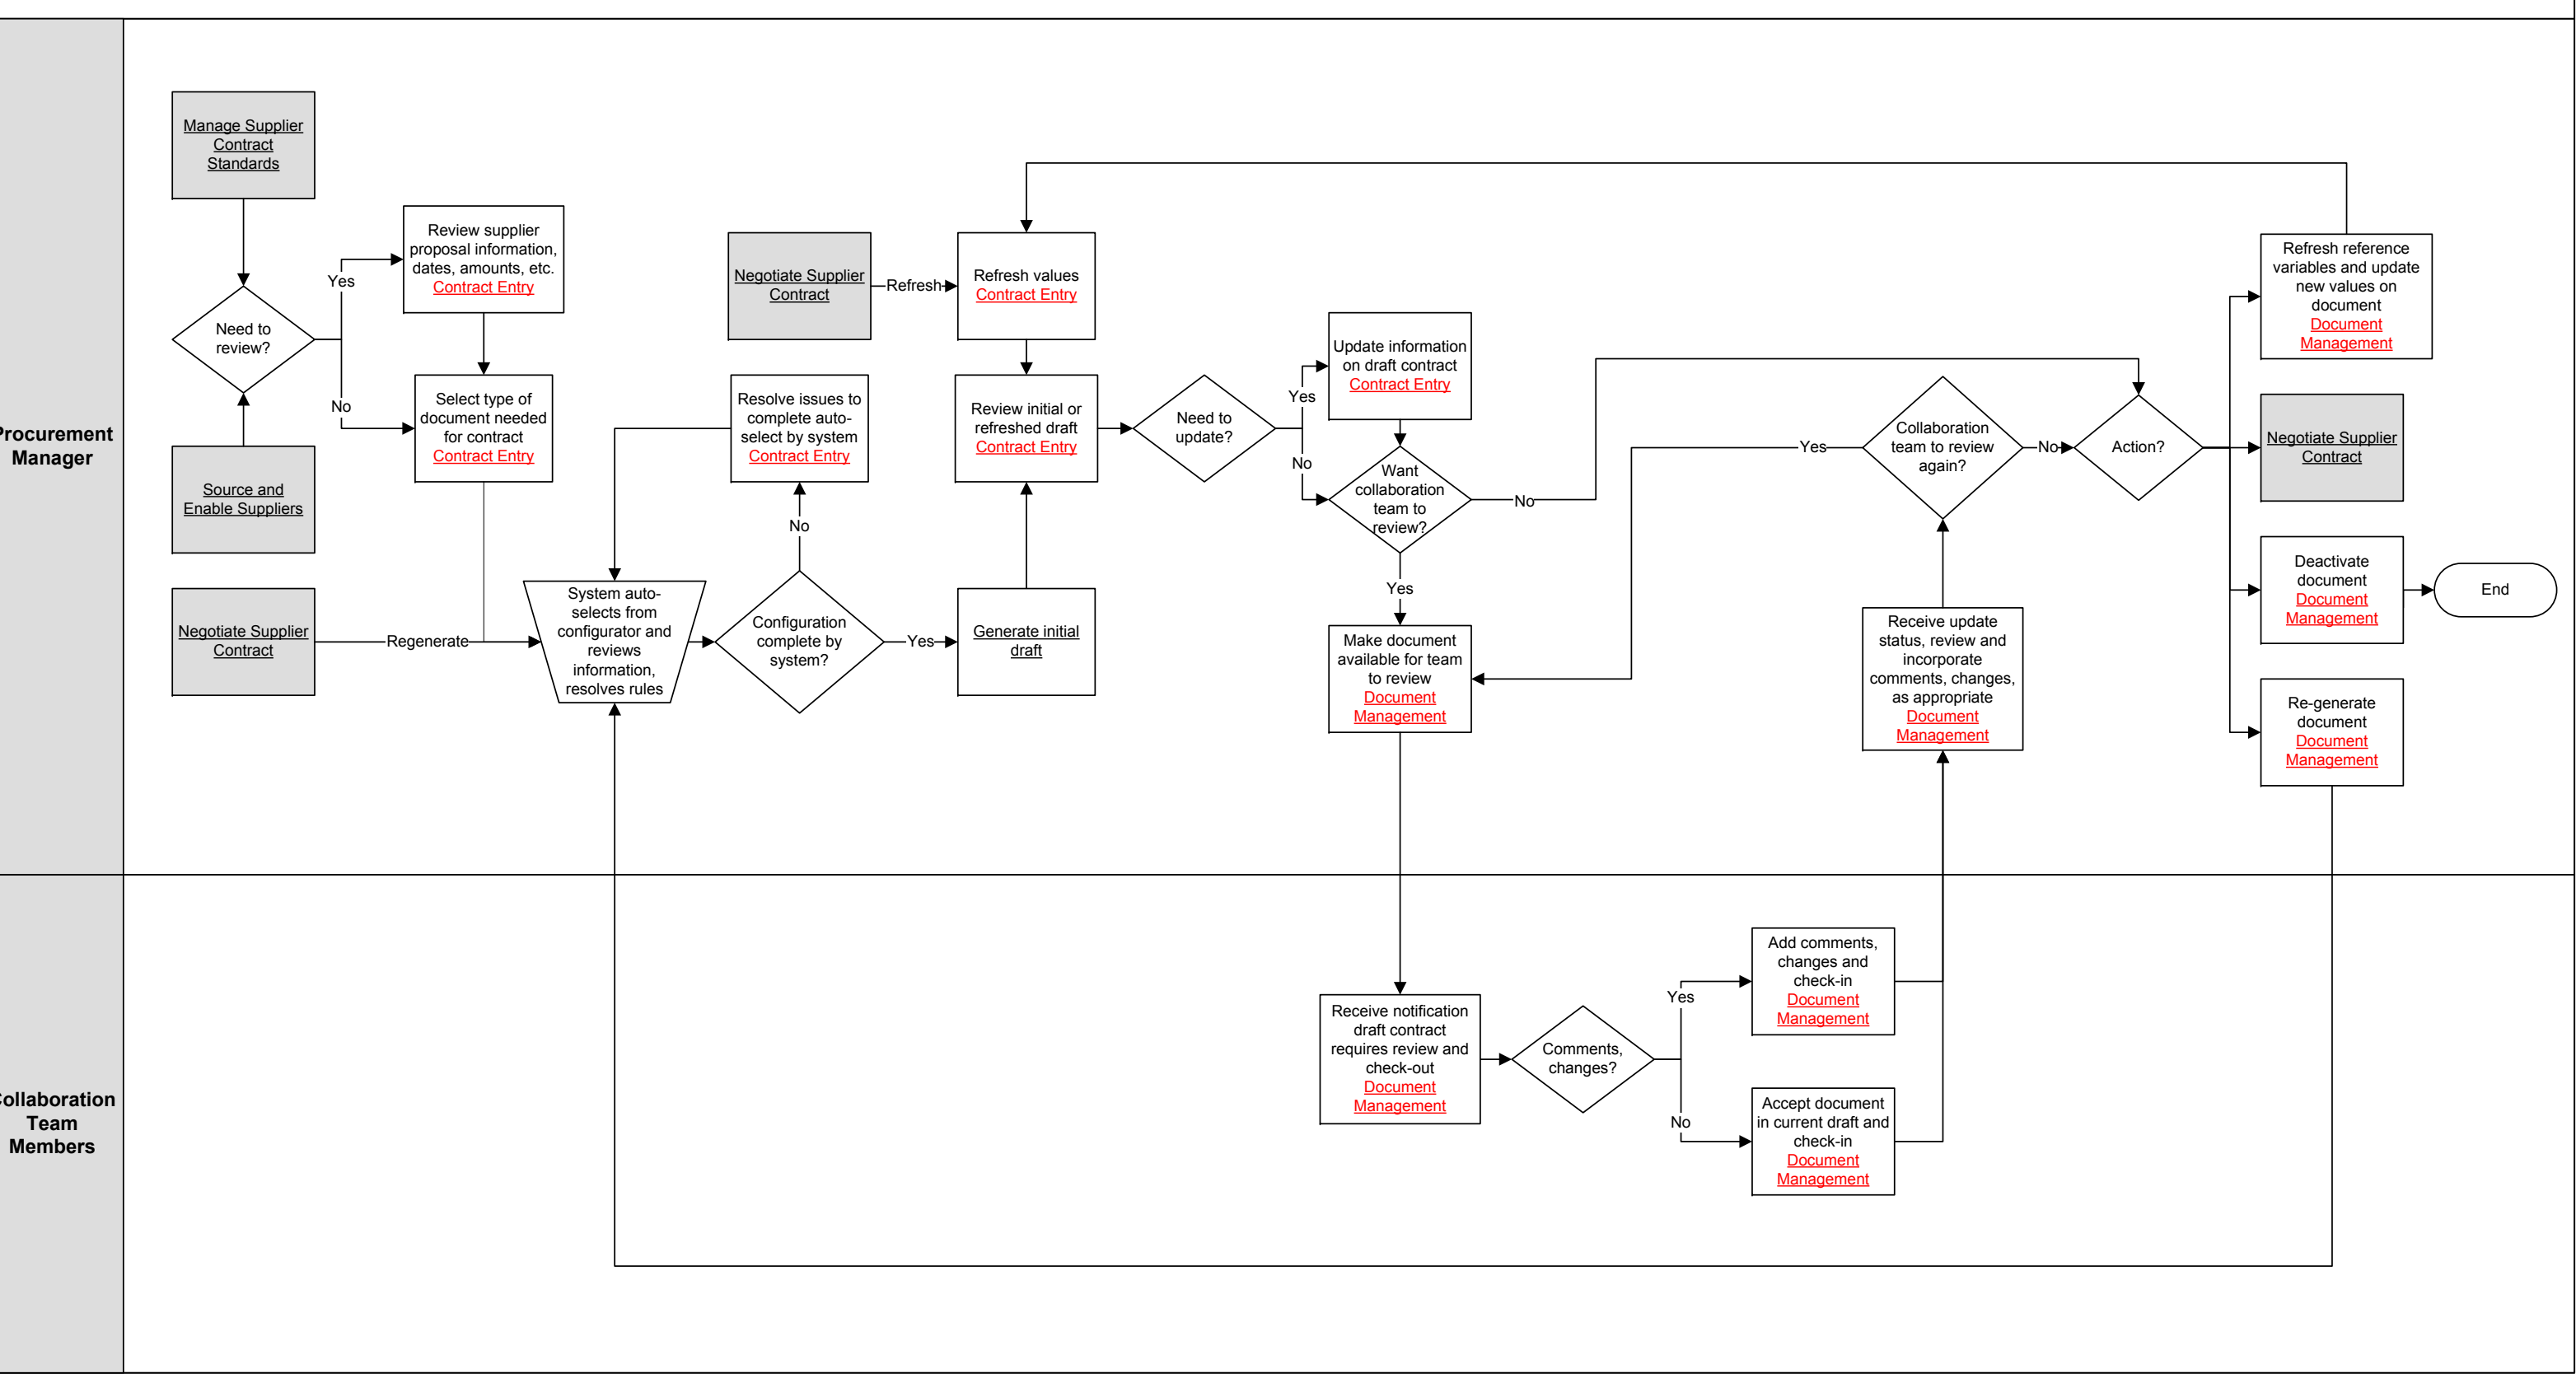 Procurement
Manager
Manage Supplier
Contract
Standards
Need to
review?
Source and
Enable Suppliers
Negotiate Supplier
Contract
Regenerate
Yes
No
Review supplier
proposal information,
dates, amounts, etc.
Contract Entry
Select type of
document needed
for contract
Contract Entry
System auto-
selects from
configurator and
reviews
information,
resolves rules
Resolve issues to
complete auto-
select by system
Contract Entry
No
Configuration
complete by
system?
Yes
Generate initial
draft
Negotiate Supplier
Contract
Refresh
Refresh values
Contract Entry
Review initial or
refreshed draft
Contract Entry
Need to
update?
Yes
No
Update information
on draft contract
Contract Entry
Want
collaboration
team to
review?
No
Yes
Make document
available for team
to review
Document
Management
Yes
Collaboration
team to review
again?
No
Receive update
status, review and
incorporate
comments, changes,
as appropriate
Document
Management
Action?
Refresh reference
variables and update
new values on
document
Document
Management
Negotiate Supplier
Contract
Deactivate
document
Document
Management
End
Re-generate
document
Document
Management
Collaboration
Team
Members
Receive notification
draft contract
requires review and
check-out
Document
Management
Comments,
changes?
Yes
No
Add comments,
changes and
check-in
Document
Management
Accept document
in current draft and
check-in
Document
Management